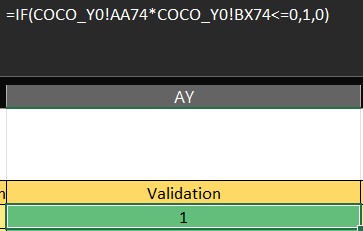 =IF(COCO_Y0!AA74*COCO_Y0!BX74<=0,1,0)
AY
Validation
1